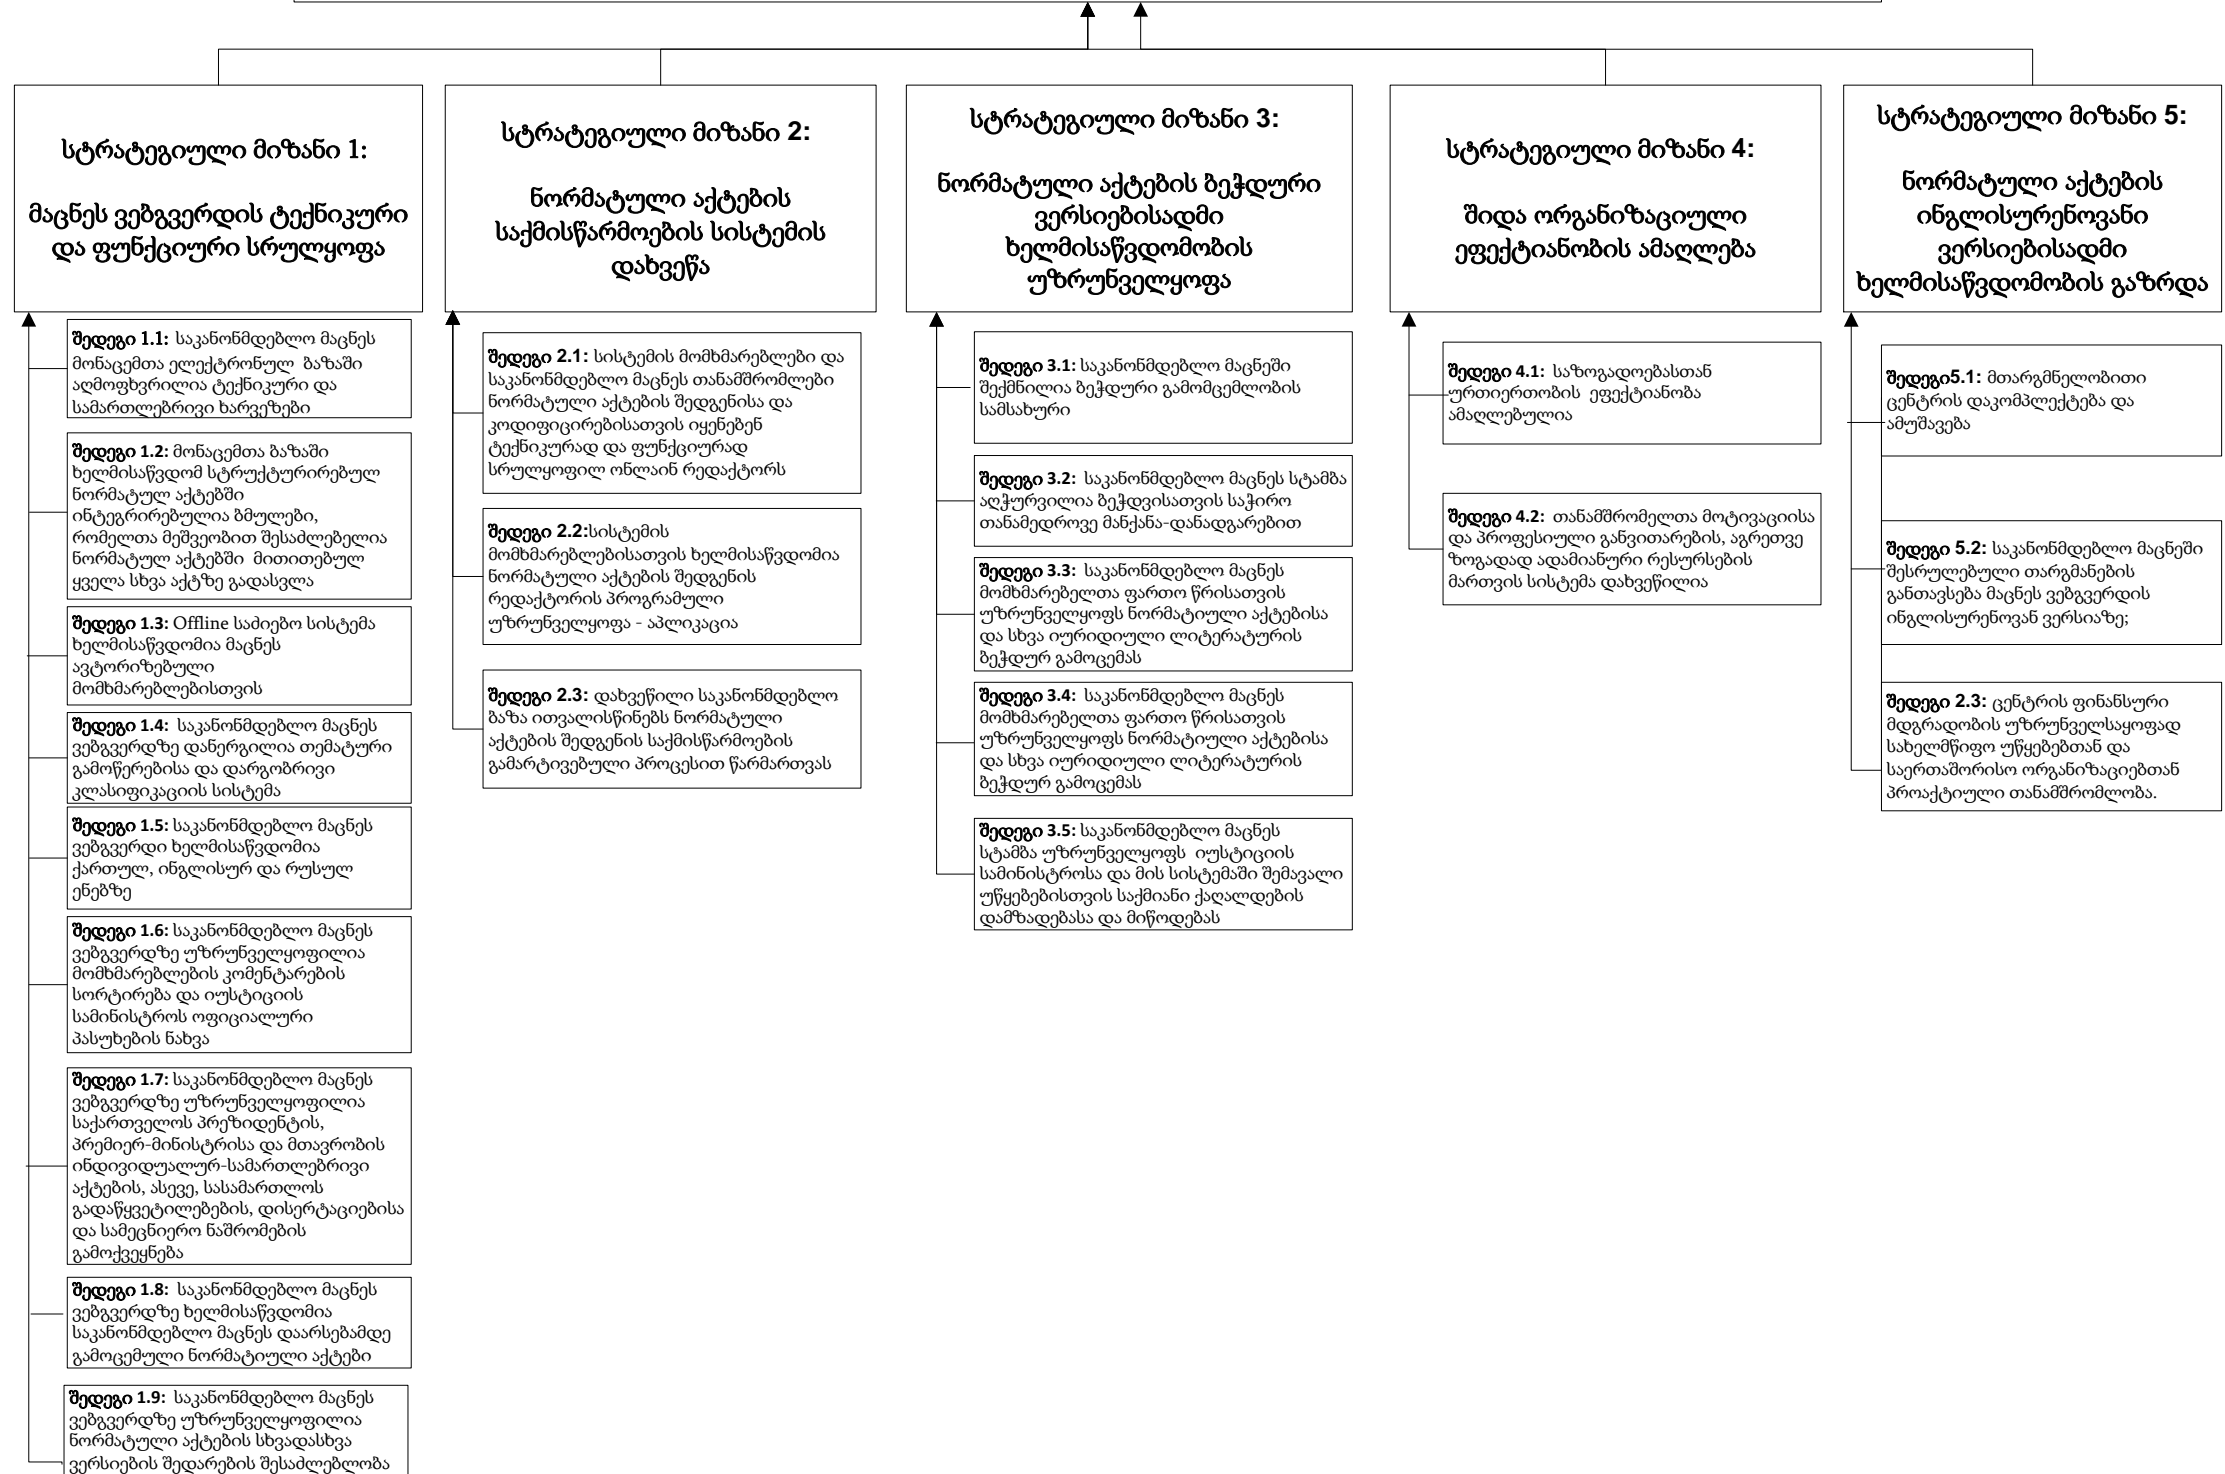 სტრატეგიული მიზანი 1:
მაცნეს ვებგვერდის ტექნიკური
და ფუნქციური სრულყოფა
შედეგი 1.1: საკანონმდებლო მაცნეს
მონაცემთა ელექტრონულ ბაზაში
აღმოფხვრილია ტექნიკური და
სამართლებრივი ხარვეზები
შედეგი 1.2: მონაცემთა ბაზაში
ხელმისაწვდომ სტრუქტურირებულ
ნორმატულ აქტებში
ინტეგრირებულია ბმულები,
რომელთა მეშვეობით შესაძლებელია
ნორმატულ აქტებში მითითებულ
ყველა სხვა აქტზე გადასვლა
შედეგი 1.3: Offline საძიებო სისტემა
ხელმისაწვდომია მაცნეს
ავტორიზებული
მომხმარებლებისთვის
შედეგი 1.4: საკანონმდებლო მაცნეს
ვებგვერდზე დანერგილია თემატური
გამოწერებისა და დარგობრივი
კლასიფიკაციის სისტემა
შედეგი 1.5: საკანონმდებლო მაცნეს
ვებგვერდი ხელმისაწვდომია
ქართულ, ინგლისურ და რუსულ
ენებზე
შედეგი 1.6: საკანონმდებლო მაცნეს
ვებგვერდზე უზრუნველყოფილია
მომხმარებლების კომენტარების
სორტირება და იუსტიციის
სამინისტროს ოფიციალური
პასუხების ნახვა
შედეგი 1.7: საკანონმდებლო მაცნეს
ვებგვერდზე უზრუნველყოფილია
საქართველოს პრეზიდენტის,
პრემიერ-მინისტრისა და მთავრობის
ინდივიდუალურ-სამართლებრივი
აქტების, ასევე, სასამართლოს
გადაწყვეტილებების, დისერტაციებისა
და სამეცნიერო ნაშრომების
გამოქვეყნება
შედეგი 1.8: საკანონმდებლო მაცნეს
ვებგვერდზე ხელმისაწვდომია
საკანონმდებლო მაცნეს დაარსებამდე
გამოცემული ნორმატიული აქტები
შედეგი 1.9: საკანონმდებლო მაცნეს
ვებგვერდზე უზრუნველყოფილია
ნორმატული აქტების სხვადასხვა
ვერსიების შედარების შესაძლებლობა
სტრატეგიული მიზანი 2:
ნორმატული აქტების
საქმისწარმოების სისტემის
დახვეწა
შედეგი 2.1: სისტემის მომხმარებლები და
საკანონმდებლო მაცნეს თანამშრომლები
ნორმატული აქტების შედგენისა და
კოდიფიცირებისათვის იყენებენ
ტექნიკურად და ფუნქციურად
სრულყოფილ ონლაინ რედაქტორს
შედეგი 2.2:სისტემის
მომხმარებლებისათვის ხელმისაწვდომია
ნორმატული აქტების შედგენის
რედაქტორის პროგრამული
უზრუნველყოფა - აპლიკაცია
შედეგი 2.3: დახვეწილი საკანონმდებლო
ბაზა ითვალისწინებს ნორმატული
აქტების შედგენის საქმისწარმოების
გამარტივებული პროცესით წარმართვას
სტრატეგიული მიზანი 3:
ნორმატული აქტების ბეჭდური
ვერსიებისადმი
ხელმისაწვდომობის
უზრუნველყოფა
შედეგი 3.1: საკანონმდებლო მაცნეში
შექმნილია ბეჭდური გამომცემლობის
სამსახური
შედეგი 3.2: საკანონმდებლო მაცნეს სტამბა
აღჭურვილია ბეჭდვისათვის საჭირო
თანამედროვე მანქანა-დანადგარებით
შედეგი 3.3: საკანონმდებლო მაცნეს
მომხმარებელთა ფართო წრისათვის
უზრუნველყოფს ნორმატიული აქტებისა
და სხვა იურიდიული ლიტერატურის
ბეჭდურ გამოცემას
შედეგი 3.4: საკანონმდებლო მაცნეს
მომხმარებელთა ფართო წრისათვის
უზრუნველყოფს ნორმატიული აქტებისა
და სხვა იურიდიული ლიტერატურის
ბეჭდურ გამოცემას
შედეგი 3.5: საკანონმდებლო მაცნეს
სტამბა უზრუნველყოფს იუსტიციის
სამინისტროსა და მის სისტემაში შემავალი
უწყებებისთვის საქმიანი ქაღალდების
დამზადებასა და მიწოდებას
სტრატეგიული მიზანი 4:
შიდა ორგანიზაციული
ეფექტიანობის ამაღლება
შედეგი 4.1: საზოგადოებასთან
ურთიერთობის ეფექტიანობა
ამაღლებულია
შედეგი 4.2: თანამშრომელთა მოტივაციისა
და პროფესიული განვითარების, აგრეთვე
ზოგადად ადამიანური რესურსების
მართვის სისტემა დახვეწილია
სტრატეგიული მიზანი 5:
ნორმატული აქტების
ინგლისურენოვანი
ვერსიებისადმი
ხელმისაწვდომობის გაზრდა
შედეგი5.1: მთარგმნელობითი
ცენტრის დაკომპლექტება და
ამუშავება
შედეგი 5.2: საკანონმდებლო მაცნეში
შესრულებული თარგმანების
განთავსება მაცნეს ვებგვერდის
ინგლისურენოვან ვერსიაზე;
შედეგი 2.3: ცენტრის ფინანსური
მდგრადობის უზრუნველსაყოფად
სახელმწიფო უწყებებთან და
საერთაშორისო ორგანიზაციებთან
პროაქტიული თანამშრომლობა.